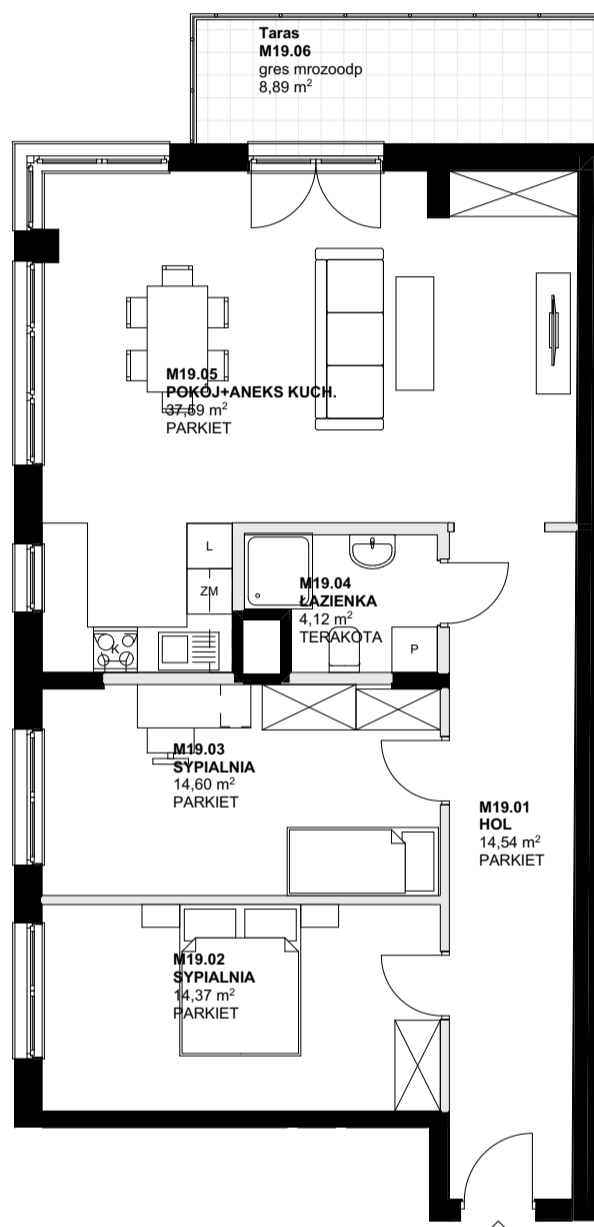 Taras
M19.06
gres mrozoodp
8,89 m²
M19.05
POKÓJ+ANEKS KUCH.
37,59 m²
PARKIET
L
ZM
K
M19.04
ŁAZIENKA
4,12 m²
TERAKOTA
P
M19.03
SYPIALNIA
14,60 m²
PARKIET
M19.01
HOL
14,54 m²
PARKIET
M19.02
SYPIALNIA
14,37 m²
PARKIET